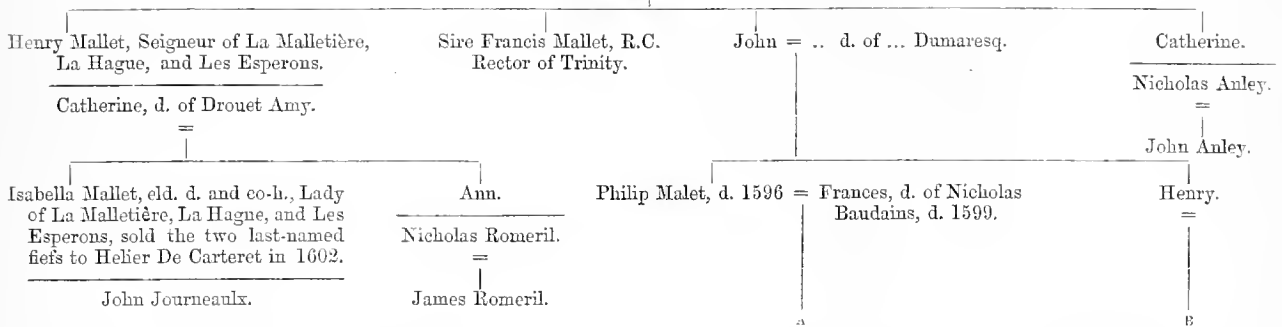 Henry Mallet, Seigneur of La Malletière,
La Hague, and Les Esperons.
Catherine, d. of Drouet Amy.
=
Sire Francis Mallet, R.C.
Rector of Trinity.
John = .. d. of ... Dumaresq.
Catherine.
Nicholas Anley.
=
John Anley.
Isabella Mallet, eld. d. and co-h., Lady
of La Malletière, La Hague, and Les
Esperons, sold the two last-named
fiefs to Helier De Carteret in 1602.
John Journeaulx.
Ann.
Nicholas Romeril.
=
James Romeril.
Philip Malet, d. 1596 = Frances, d. of Nicholas
Baudains, d. 1599.
Henry.
=
A
B